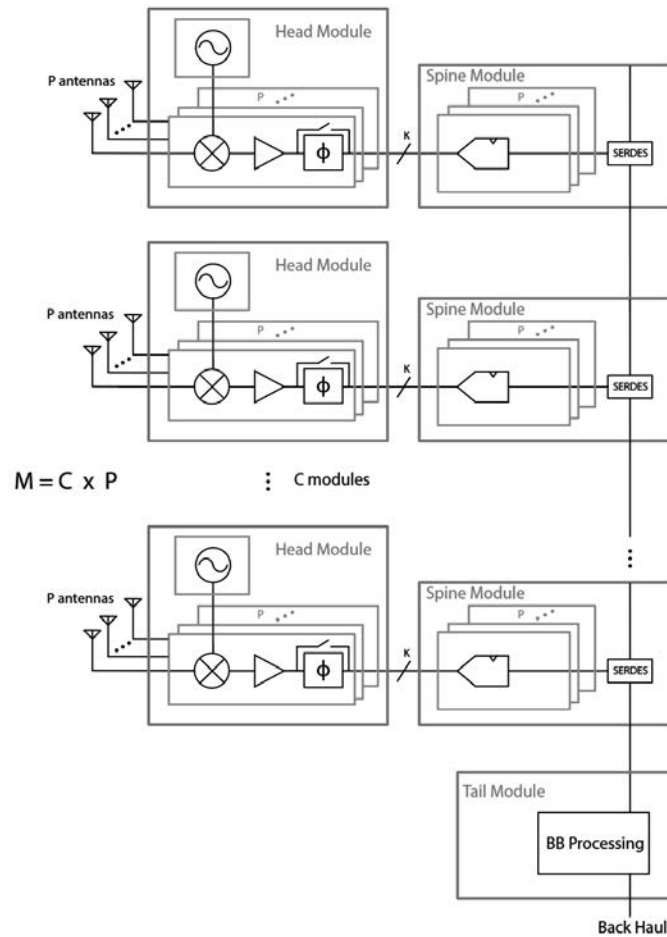 Head Module
P antennas
P
ϕ
K
Spine Module
P
SERDES
Head Module
P antennas
P
ϕ
K
Spine Module
P
SERDES
M = C x P
C modules
Head Module
P antennas
P
ϕ
K
Spine Module
P
SERDES
Tail Module
BB Processing
Back Haul